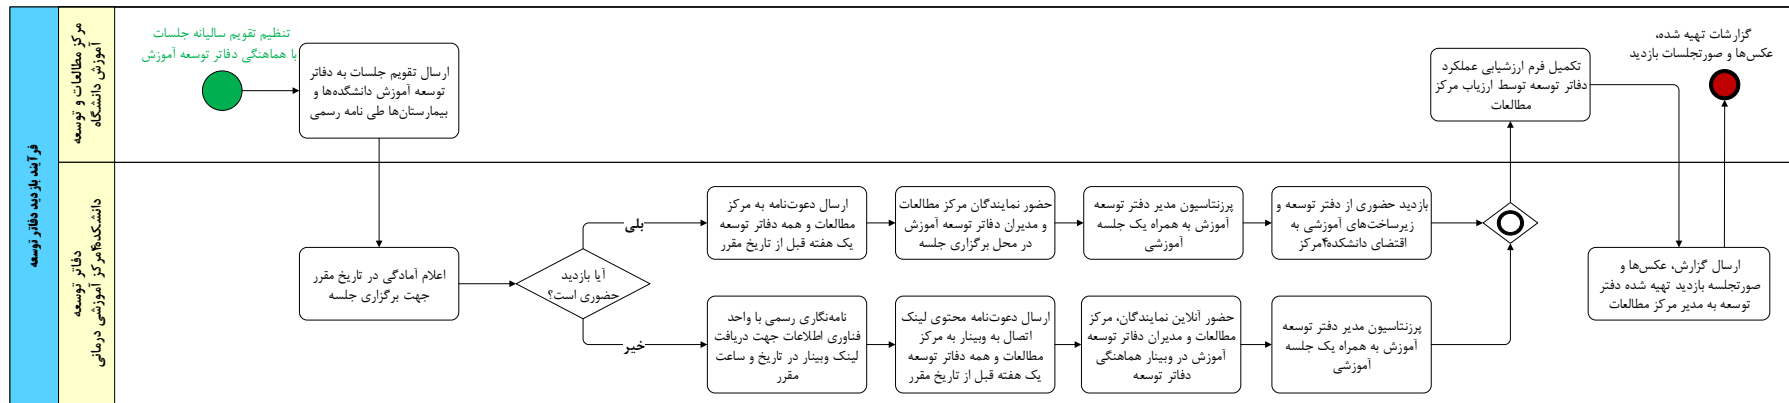 فرآیند بازدید دفاتر توسعه
مرکز مطالعات و توسعه
آموزش دانشگاه
تنظیم تقویم سالیانه جلسات
با هماهنگی دفاتر توسعه آموزش
ارسال تقویم جلسات به دفاتر
توسعه آموزش دانشگده‌ها و
بیمارستان‌ها طی نامه رسمی
تکمیل فرم ارزشیابی عملکرد
دفاتر توسعه توسط ارزیاب مرکز
مطالعات
گزارشات تهیه شده،
عکس‌ها و صورتجلسات بازدید
دفاتر توسعه
دانشکده۴مرکز آموزشی درمانی
اعلام آمادگی در تاریخ مقرر
جهت برگزاری جلسه
آیا بازدید
حضوری است؟
بلی
ارسال دعوت‌نامه به مرکز
مطالعات و همه دفاتر توسعه
یک هفته قبل از تاریخ مقرر
حضور نمایندگان مرکز مطالعات
و مدیران دفاتر توسعه آموزش
در محل برگزاری جلسه
پرزنتاسیون مدیر دفتر توسعه
آموزش به همراه یک جلسه
آموزشی
بازدید حضوری از دفتر توسعه و
زیرساخت‌های آموزشی به
اقتضای دانشکده۴مرکز
خیر
نامه‌نگاری رسمی با واحد
فناوری اطلاعات جهت دریافت
لینک وبینار در تاریخ و ساعت
مقرر
ارسال دعوت‌نامه محتوی لینک
اتصال به وبینار به مرکز
مطالعات و همه دفاتر توسعه
یک هفته قبل از تاریخ مقرر
حضور آنلاین نمایندگان، مرکز
مطالعات و مدیران دفاتر توسعه
آموزش در وبینار هماهنگی
دفاتر توسعه
پرزنتاسیون مدیر دفتر توسعه
آموزش به همراه یک جلسه
آموزشی
ارسال گزارش، عکس‌ها و
صورتجلسه بازدید تهیه شده دفتر
توسعه به مدیر مرکز مطالعات